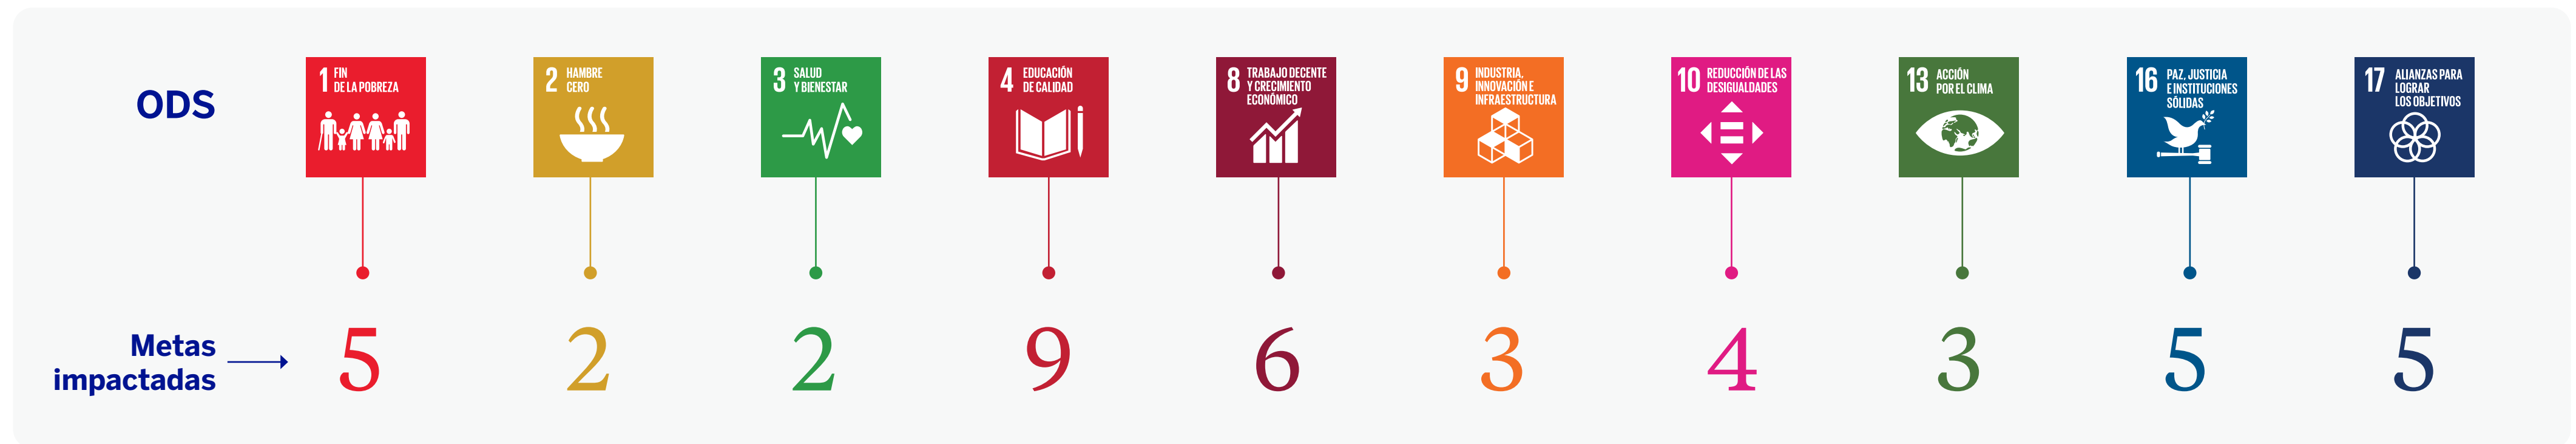 ODS
1 FIN
DE LA POBREZA
2 HAMBRE
CERO
3 SALUD
Y BIENESTAR
4 EDUCACIÓN
DE CALIDAD
8 TRABAJO DECENTE
Y CRECIMIENTO
ECONÓMICO
9 INDUSTRIA,
INNOVACIÓN E
INFRAESTRUCTURA
10 REDUCCIÓN DE LAS
DESIGUALDADES
13 ACCIÓN
POR EL CLIMA
16 PAZ, JUSTICIA
E INSTITUCIONES
SÓLIDAS
17 ALIANZAS PARA
LOGRAR
LOS OBJETIVOS
Metas
impactadas
5 2 2 9 6 3 4 3 5 5